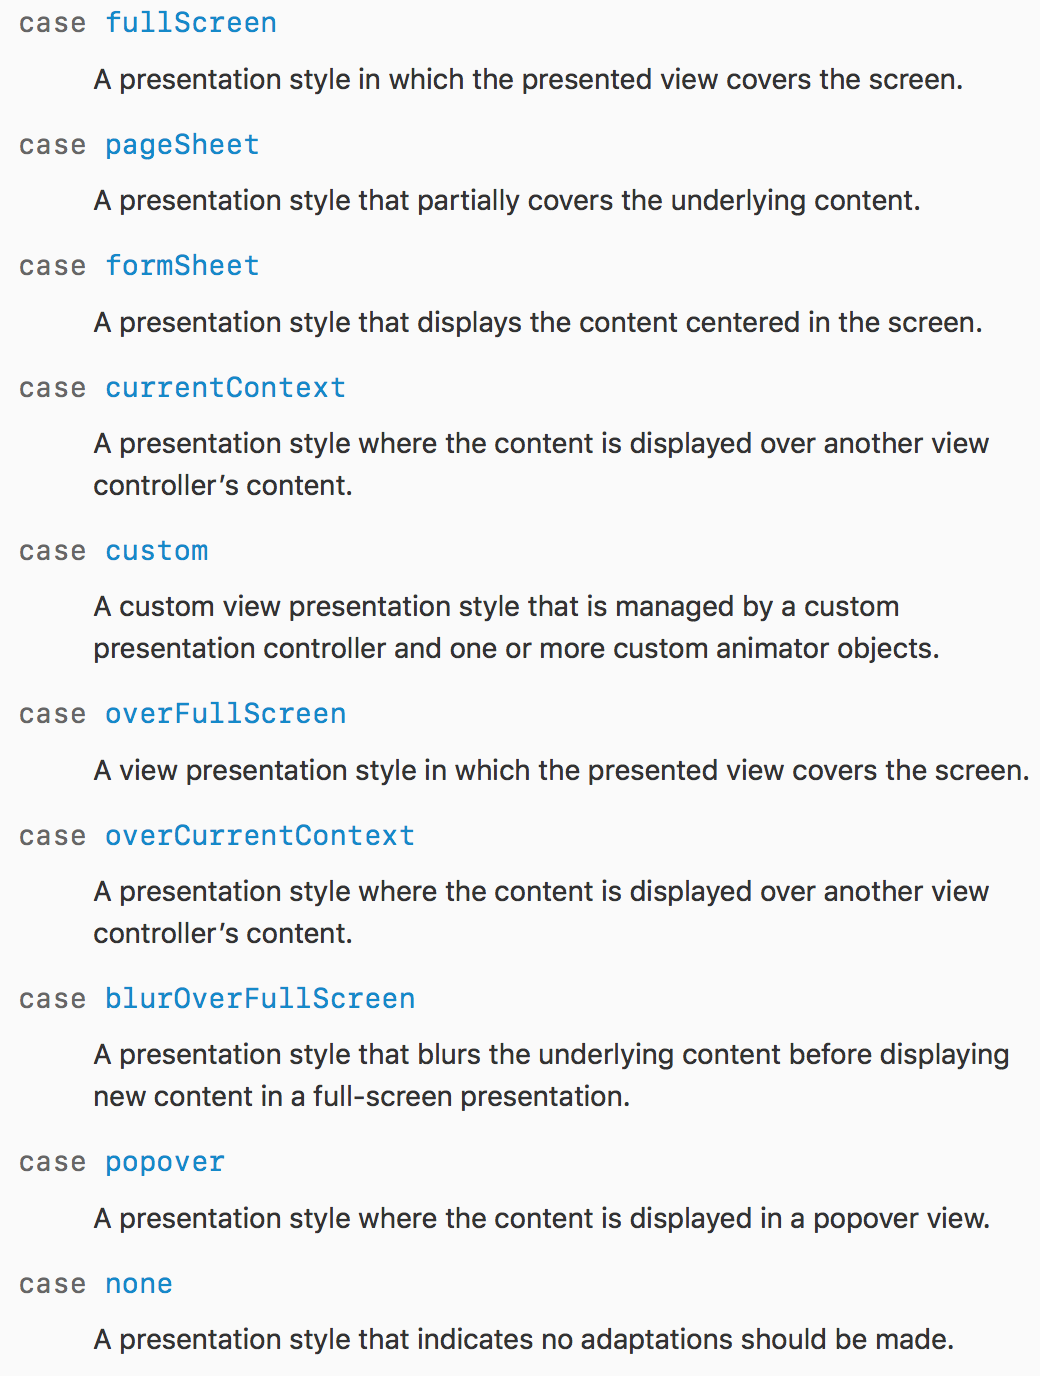 case fullScreen
A presentation style in which the presented view covers the screen.
case pageSheet
A presentation style that partially covers the underlying content.
case formSheet
A presentation style that displays the content centered in the screen.
case currentContext
A presentation style where the content is displayed over another view
controller’s content.
case custom
A custom view presentation style that is managed by a custom
presentation controller and one or more custom animator objects.
case overFullScreen
A view presentation style in which the presented view covers the screen.
case overCurrentContext
A presentation style where the content is displayed over another view
controller’s content.
case blurOverFullScreen
A presentation style that blurs the underlying content before displaying
new content in a full-screen presentation.
case popover
A presentation style where the content is displayed in a popover view.
case none
A presentation style that indicates no adaptations should be made.